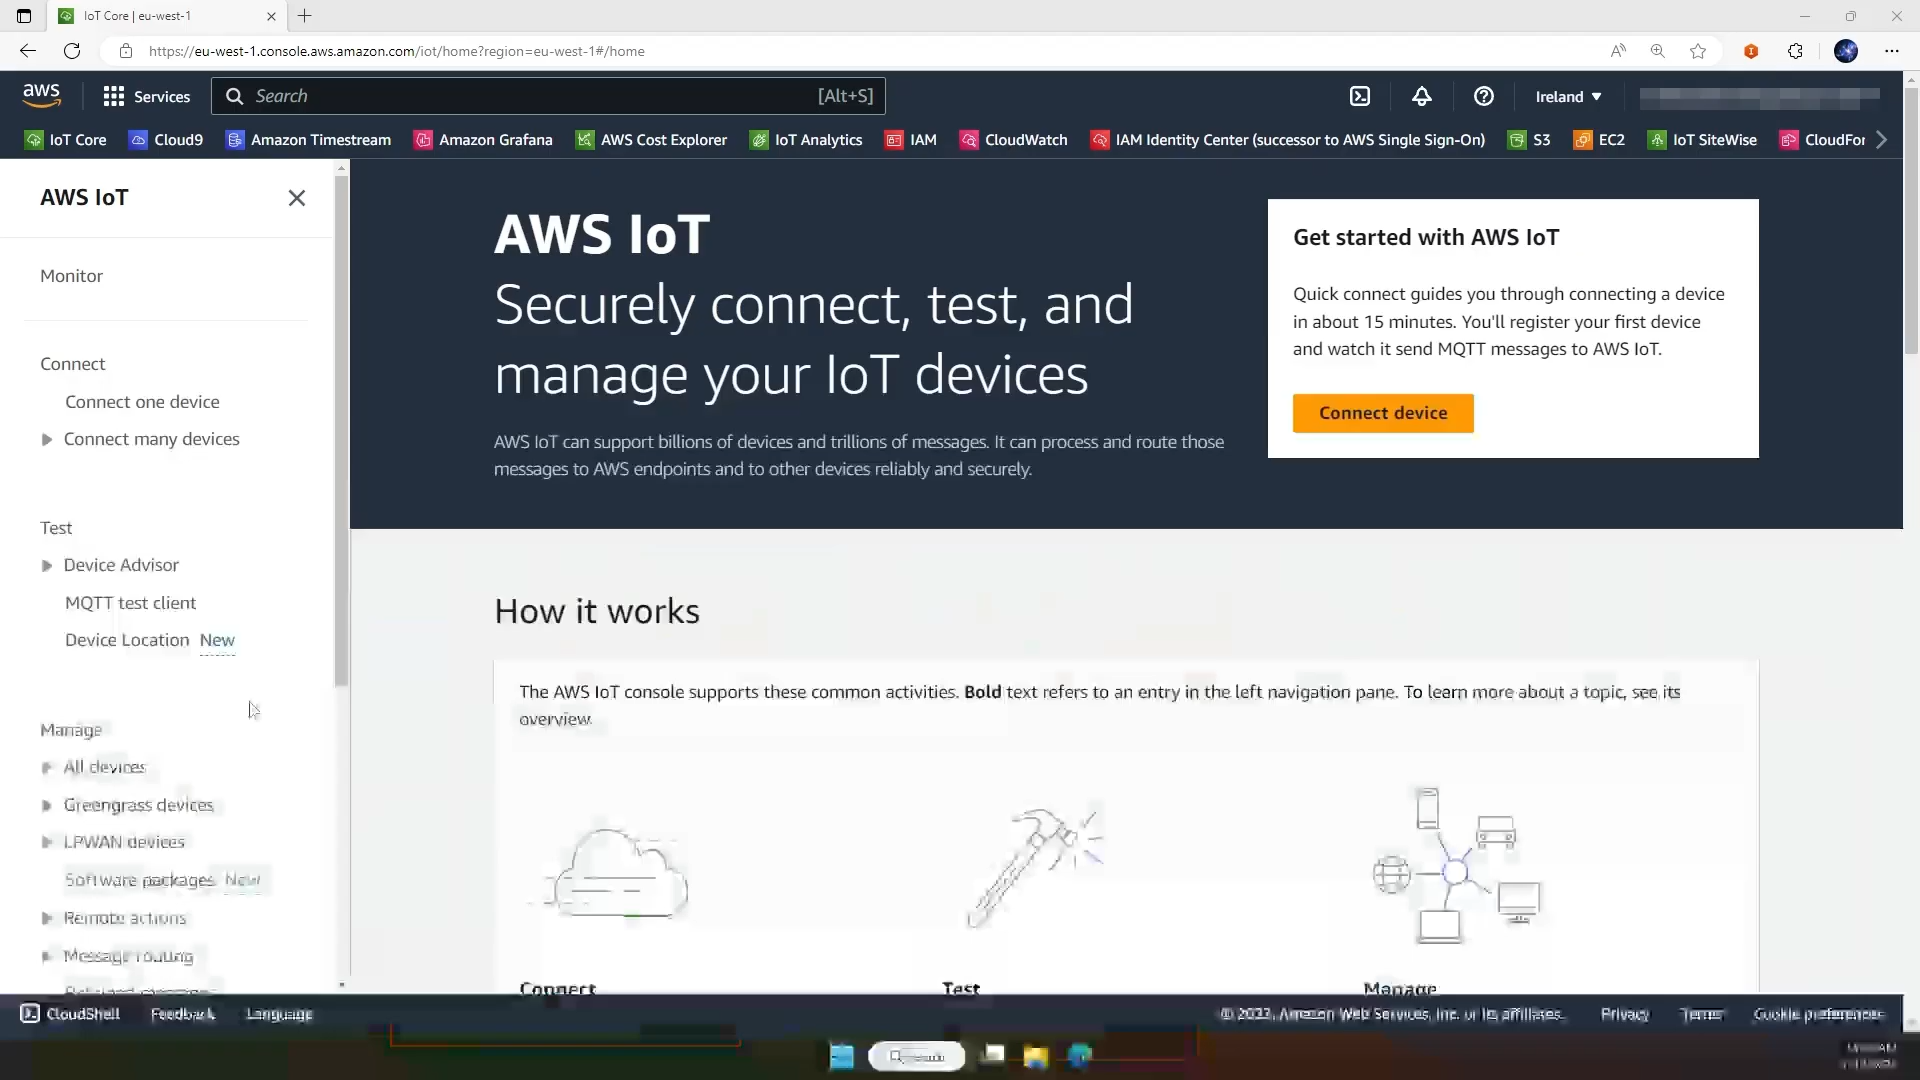 IoT Core | eu-west-1
https://eu-west-1.console.aws.amazon.com/iot/home?region=eu-west-1#/home
aws Services Search [Alt+S] Ireland
IoT Core Cloud9 Amazon Timestream Amazon Grafana AWS Cost Explorer IoT Analytics IAM CloudWatch IAM Identity Center (successor to AWS Single Sign-On) S3 EC2 IoT SiteWise CloudFor
AWS IoT
Monitor
Connect
Connect one device
Connect many devices
Test
Device Advisor
MQTT test client
Device Location New
Manage
All devices
Greengrass devices
LPWAN devices
Software packages New
Remote actions
Message routing
AWS IoT
Securely connect, test, and
manage your IoT devices
AWS IoT can support billions of devices and trillions of messages. It can process and route those
messages to AWS endpoints and to other devices reliably and securely.
Get started with AWS IoT
Quick connect guides you through connecting a device
in about 15 minutes. You'll register your first device
and watch it send MQTT messages to AWS IoT.
Connect device
How it works
The AWS IoT console supports these common activities. Bold text refers to an entry in the left navigation pane. To learn more about a topic, see its
overview.
Connect Test Manage
CloudShell Feedback Language © 2023, Amazon Web Services, Inc. or its affiliates. Privacy Terms Cookie preferences